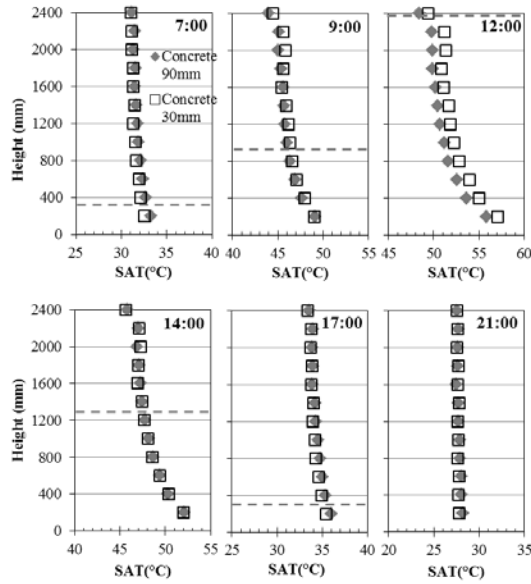 7:00
9:00
12:00
Height (mm)
2400
2000
1600
1200
800
400
0
Concrete
90mm
Concrete
30mm
25 30 35 40
40 45 50 55
45 50 55 60
SAT(°C)
SAT(°C)
SAT(°C)
14:00
17:00
21:00
Height (mm)
2400
2000
1600
1200
800
400
0
40 45 50 55
25 30 35 40
20 25 30 35
SAT(°C)
SAT(°C)
SAT(°C)